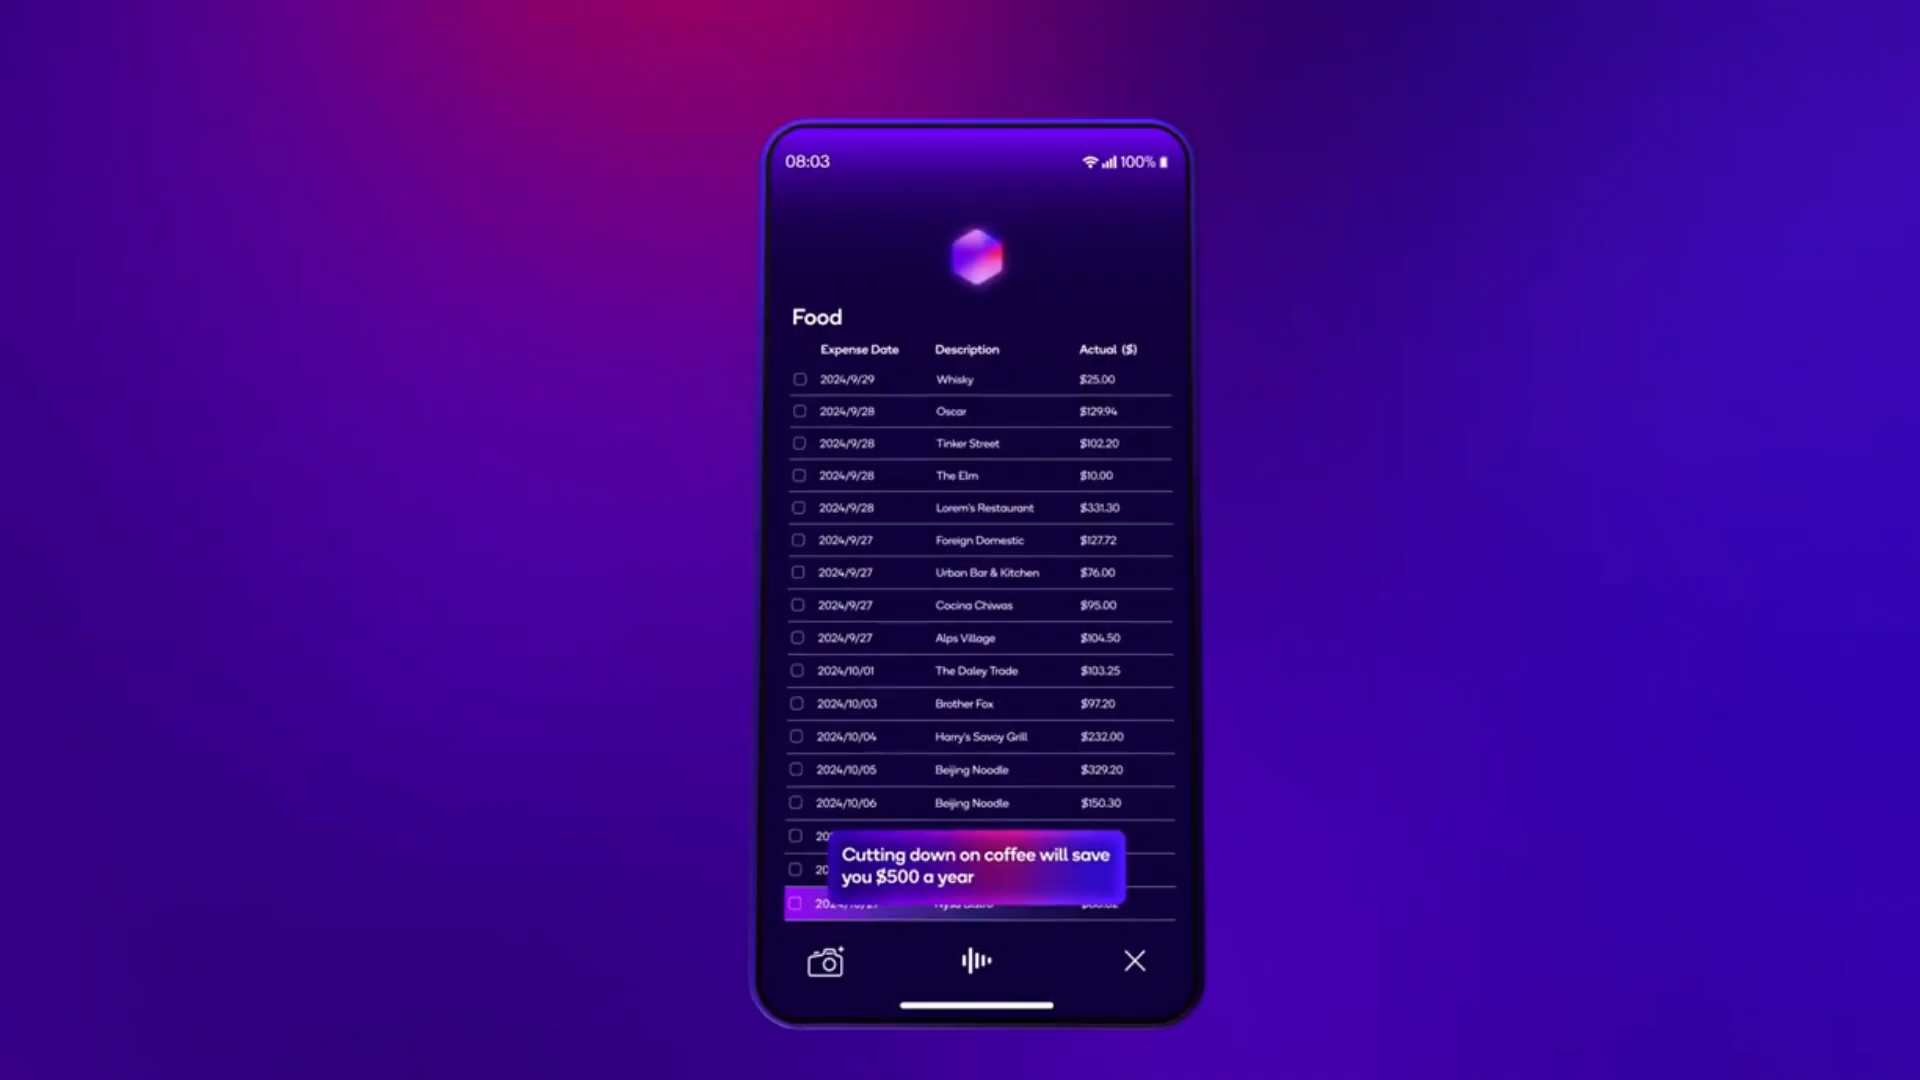 08:03 100%
Food
Expense Date Description Actual ($)
2024/9/29 Whisky $25.00
2024/9/28 Oscar $129.94
2024/9/28 Tinker Street $102.20
2024/9/28 The Elm $10.00
2024/9/28 Lorem's Restaurant $331.30
2024/9/27 Foreign Domestic $127.72
2024/9/27 Urban Bar & Kitchen $76.00
2024/9/27 Cocina Chiwas $95.00
2024/9/27 Alps Village $104.50
2024/10/01 The Daley Trade $103.25
2024/10/03 Brother Fox $97.20
2024/10/04 Harry's Savoy Grill $232.00
2024/10/05 Beijing Noodle $329.20
2024/10/06 Beijing Noodle $150.30
Cutting down on coffee will save
you $500 a year